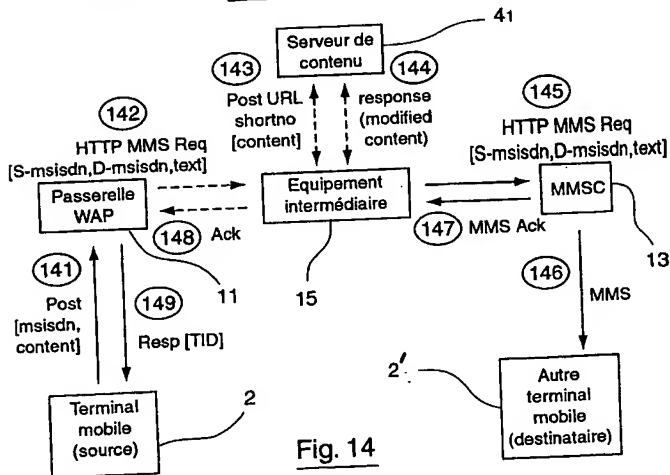 Serveur de
contenu
41
143
144
Post URL
shortno
[content]
response
(modified
content)
142
HTTP MMS Req
[S-msisdn,D-msisdn,text]
145
HTTP MMS Req
[S-msisdn,D-msisdn,text]
Passerelle
WAP
Equipement
intermédiaire
MMSC
148
Ack
147
MMS Ack
141
Post
[msisdn,
content]
149
Resp [TID]
11
15
13
146
MMS
Terminal
mobile
(source)
2
2'
Autre
terminal
mobile
(destinataire)
Fig. 14